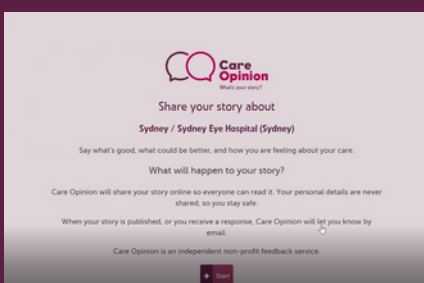 Care
Opinion
What's your story?
Share your story about
Sydney / Sydney Eye Hospital (Sydney)
Say what's good, what could be better, and how you are feeling about your care.
What will happen to your story?
Care Opinion will share your story online so everyone can read it. Your personal details are never
shared, so you stay safe.
When your story is published, or you receive a response, Care Opinion will let you know by
email.
Care Opinion is an independent non-profit feedback service.
Start